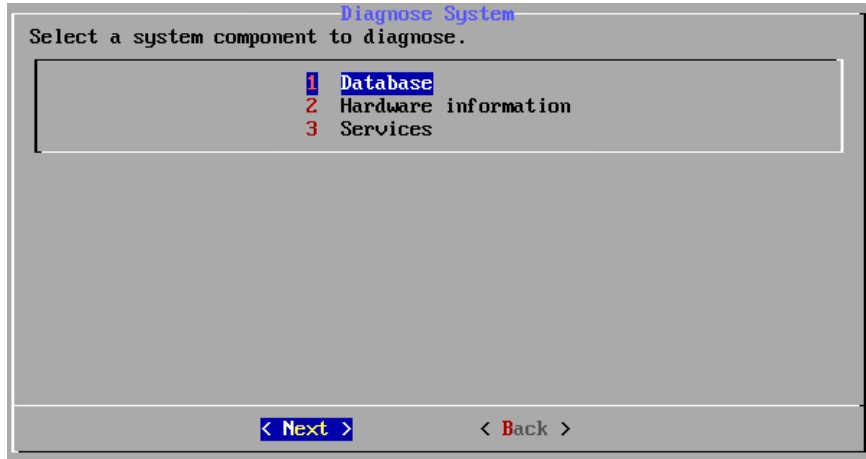 Diagnose System
Select a system component to diagnose.
1 Database
2 Hardware information
3 Services
< Next > < Back >